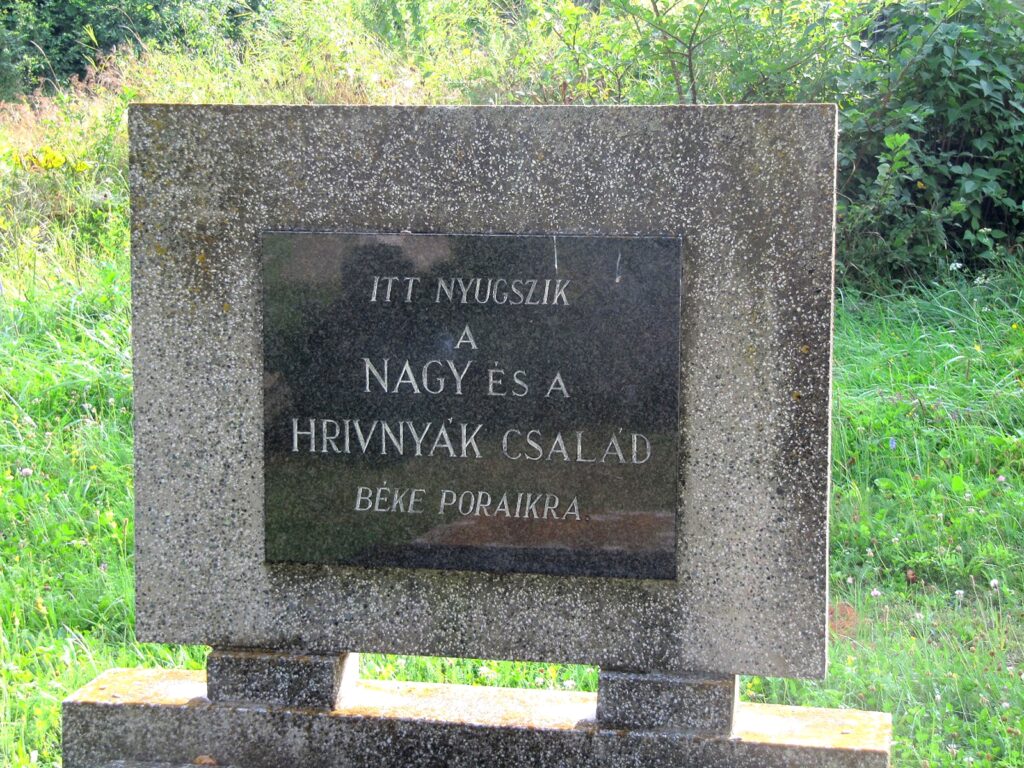 ITT NYUGSZIK
A
NAGY ÉS A
HRIVNYÁK CSALÁD
BÉKE PORAIKRA.